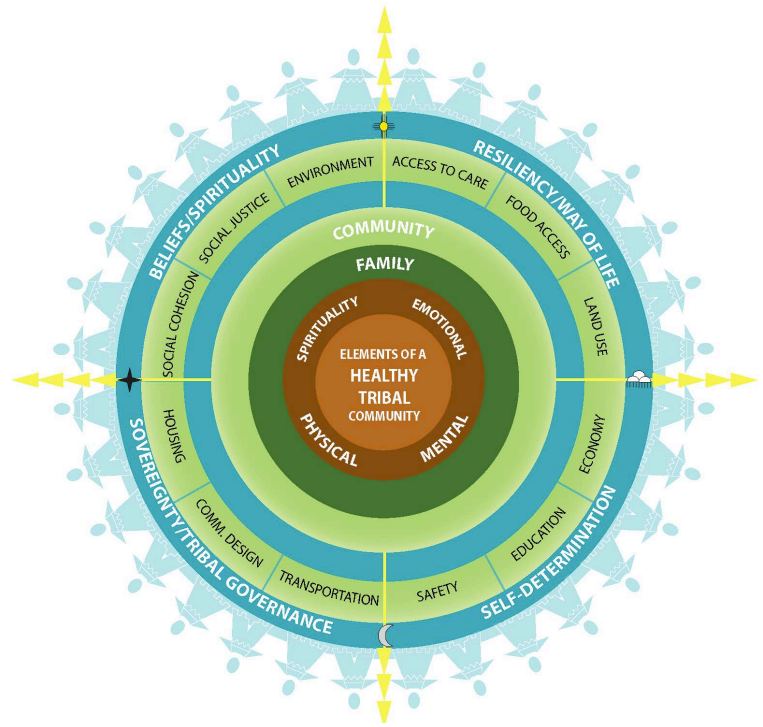 BELIEFS/SPIRITUALITY
RESILIENCY/WAY OF LIFE
SELF-DETERMINATION
SOVEREIGNTY/TRIBAL GOVERNANCE
ENVIRONMENT
ACCESS TO CARE
FOOD ACCESS
LAND USE
ECONOMY
EDUCATION
SAFETY
TRANSPORTATION
COMM. DESIGN
HOUSING
SOCIAL COHESION
SOCIAL JUSTICE
COMMUNITY
FAMILY
SPIRITUALITY
EMOTIONAL
MENTAL
PHYSICAL
ELEMENTS OF A
HEALTHY
TRIBAL
COMMUNITY